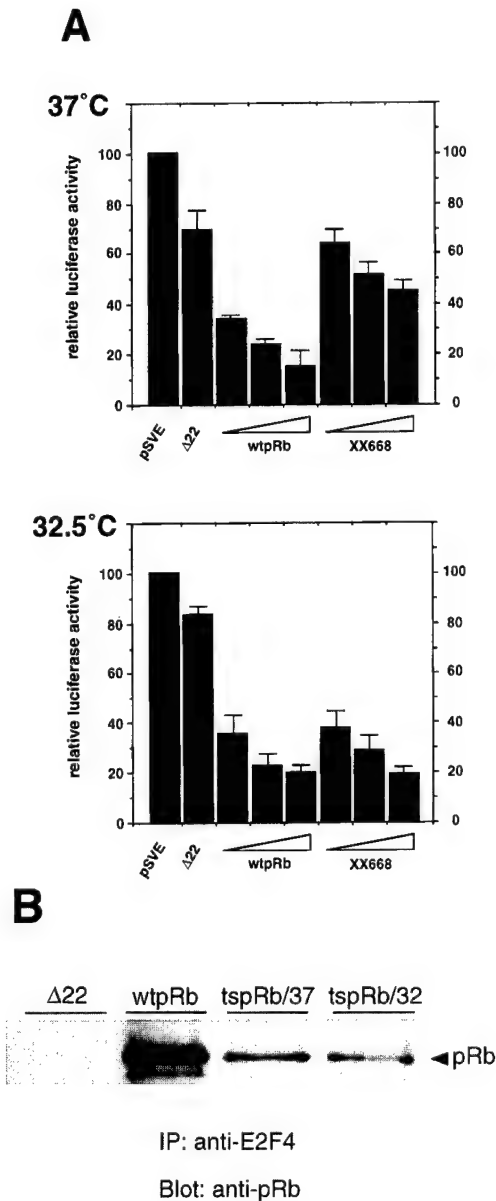 A
37°C
relative luciferase activity
100
80
60
40
20
0
100
80
60
40
20
0
pSVE
Δ22
wtpRb
XX668
32.5°C
relative luciferase activity
100
80
60
40
20
0
100
80
60
40
20
0
pSVE
Δ22
wtpRb
XX668
B
Δ22 wtpRb tspRb/37 tspRb/32
pRb
IP: anti-E2F4
Blot: anti-pRb